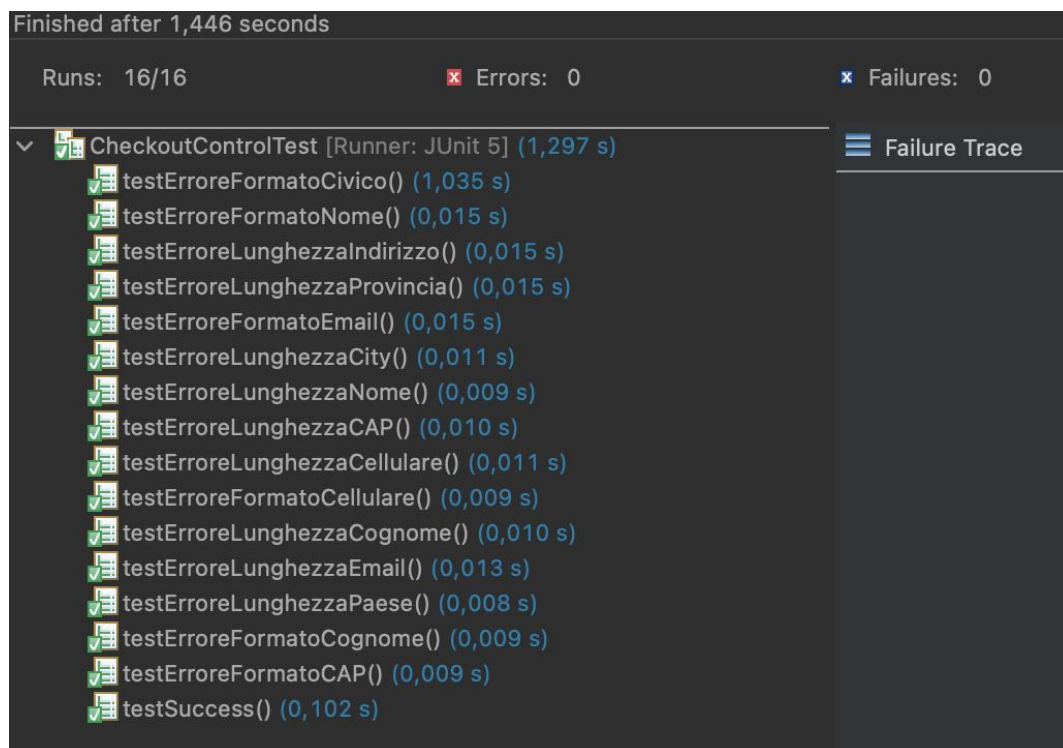 Finished after 1,446 seconds
Runs: 16/16 Errors: 0 Failures: 0
CheckoutControlTest [Runner: JUnit 5] (1,297 s)
Failure Trace
testErroreFormatoCivico() (1,035 s)
testErroreFormatoNome() (0,015 s)
testErroreLunghezzaIndirizzo() (0,015 s)
testErroreLunghezzaProvincia() (0,015 s)
testErroreFormatoEmail() (0,015 s)
testErroreLunghezzaCity() (0,011 s)
testErroreLunghezzaNome() (0,009 s)
testErroreLunghezzaCAP() (0,010 s)
testErroreLunghezzaCellulare() (0,011 s)
testErroreFormatoCellulare() (0,009 s)
testErroreLunghezzaCognome() (0,010 s)
testErroreLunghezzaEmail() (0,013 s)
testErroreLunghezzaPaese() (0,008 s)
testErroreFormatoCognome() (0,009 s)
testErroreFormatoCAP() (0,009 s)
testSuccess() (0,102 s)